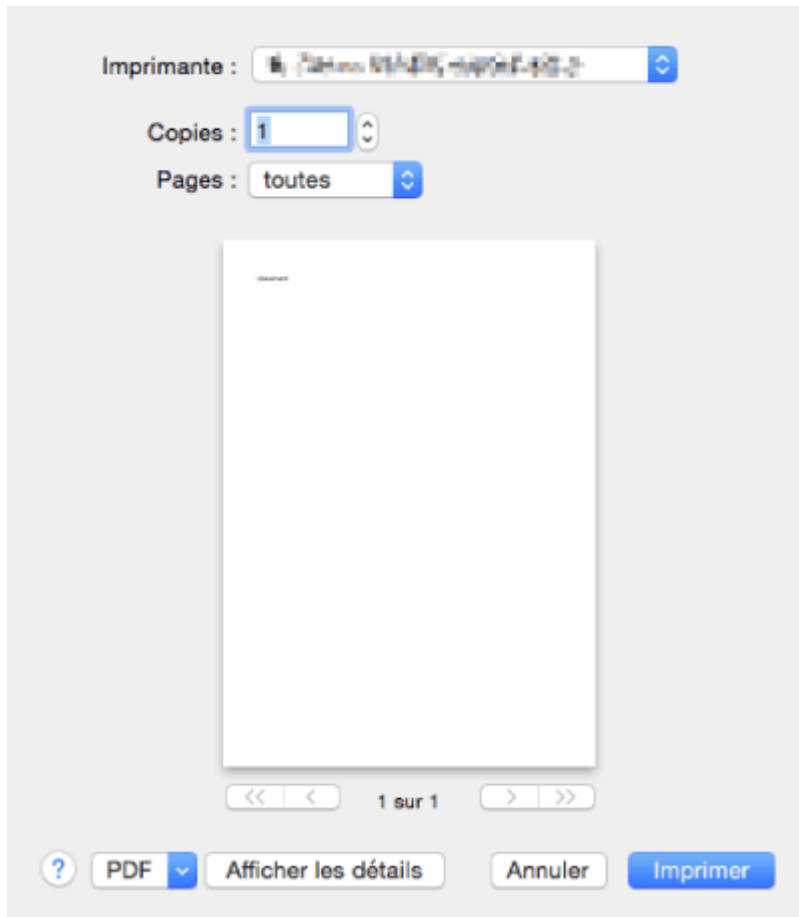 Imprimante :
Copies : 1
Pages : toutes
1 sur 1
? PDF Afficher les détails Annuler Imprimer